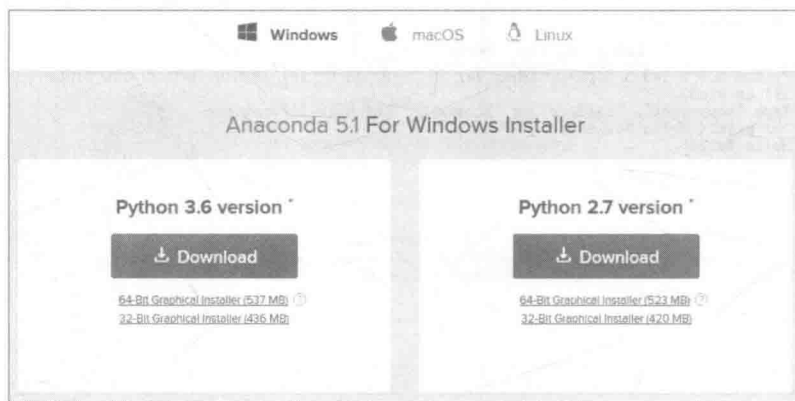 Windows macOS Linux
Anaconda 5.1 For Windows Installer
Python 3.6 version *
Download
64-Bit Graphical Installer (537 MB) ?
32-Bit Graphical Installer (436 MB)
Python 2.7 version *
Download
64-Bit Graphical Installer (523 MB) ?
32-Bit Graphical Installer (420 MB)